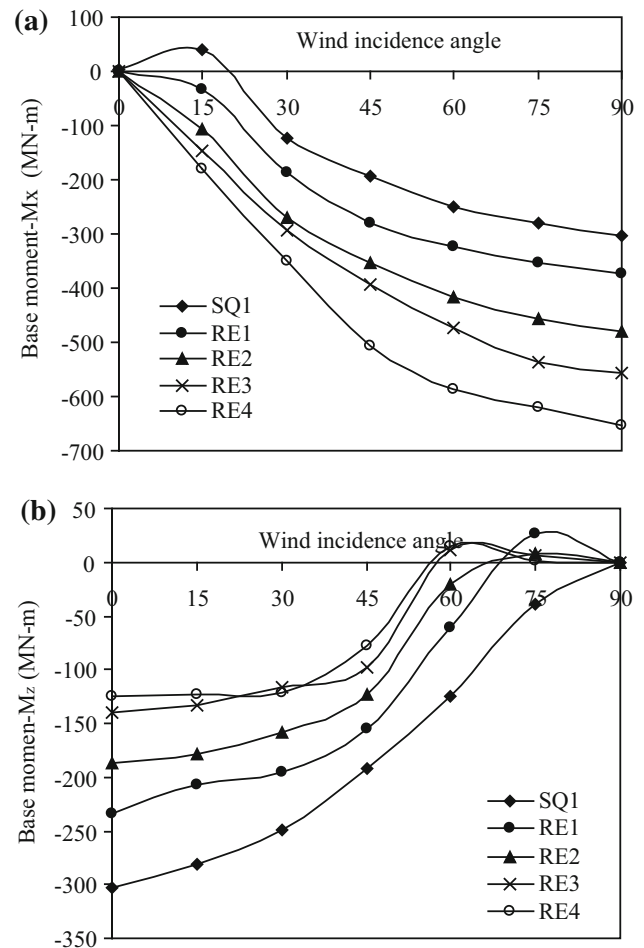 (a)
100
Wind incidence angle
0
0 15 30 45 60 75 90
-100
-200
-300
-400
-500
-600
-700
Base moment-Mx (MN-m)
SQ1
RE1
RE2
RE3
RE4
(b)
50
Wind incidence angle
0
0 15 30 45 60 75 90
-50
-100
-150
-200
-250
-300
-350
Base momen-Mz (MN-m)
SQ1
RE1
RE2
RE3
RE4